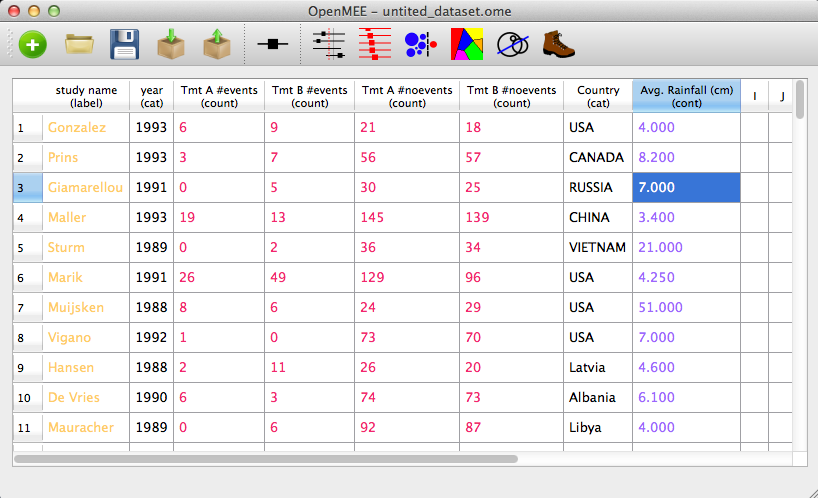 OpenMEE - untited_dataset.ome
study name (label) year (cat) Tmt A #events (count) Tmt B #events (count) Tmt A #noevents (count) Tmt B #noevents (count) Country (cat) Avg. Rainfall (cm) (cont) I J
1 Gonzalez 1993 6 9 21 18 USA 4.000
2 Prins 1993 3 7 56 57 CANADA 8.200
3 Giamarellou 1991 0 5 30 25 RUSSIA 7.000
4 Maller 1993 19 13 145 139 CHINA 3.400
5 Sturm 1989 0 2 36 34 VIETNAM 21.000
6 Marik 1991 26 49 129 96 USA 4.250
7 Muijsken 1988 8 6 24 29 USA 51.000
8 Vigano 1992 1 0 73 70 USA 7.000
9 Hansen 1988 2 11 26 20 Latvia 4.600
10 De Vries 1990 6 3 74 73 Albania 6.100
11 Mauracher 1989 0 6 92 87 Libya 4.000